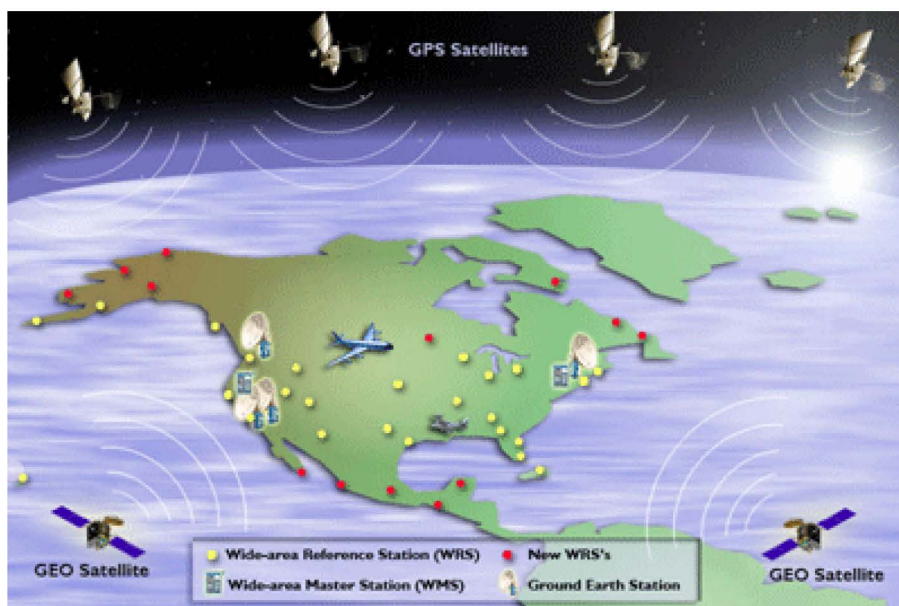 GPS Satellites
GEO Satellite
GEO Satellite
Wide-area Reference Station (WRS)
New WRS's
Wide-area Master Station (WMS)
Ground Earth Station